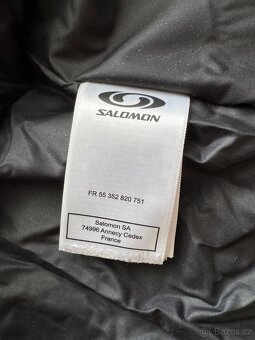 SALOMON
FR 55 352 820 751
Salomon SA
74996 Annecy Cedex
France
Bazos.cz